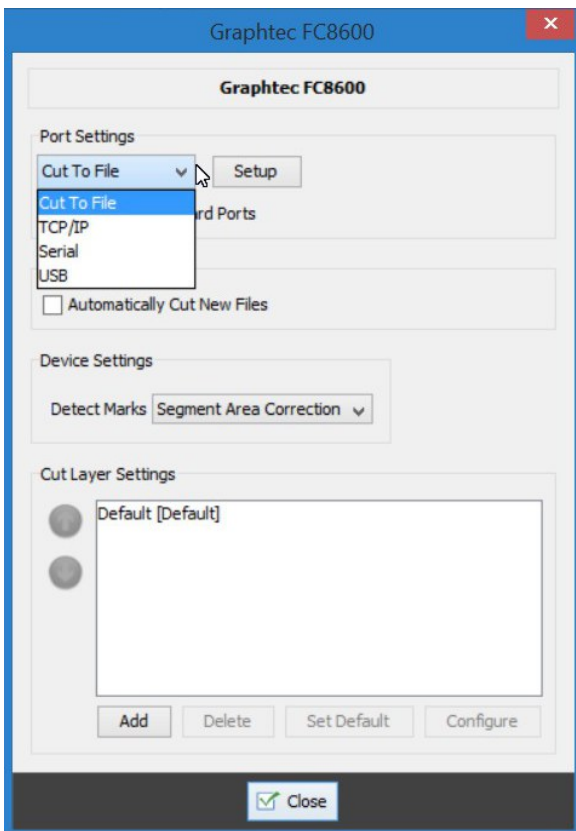 Graphtec FC8600
Graphtec FC8600
Port Settings
Cut To File Setup
Cut To File
TCP/IP
Serial
USB
Ports
Automatically Cut New Files
Device Settings
Detect Marks Segment Area Correction
Cut Layer Settings
Default [Default]
Add Delete Set Default Configure
Close